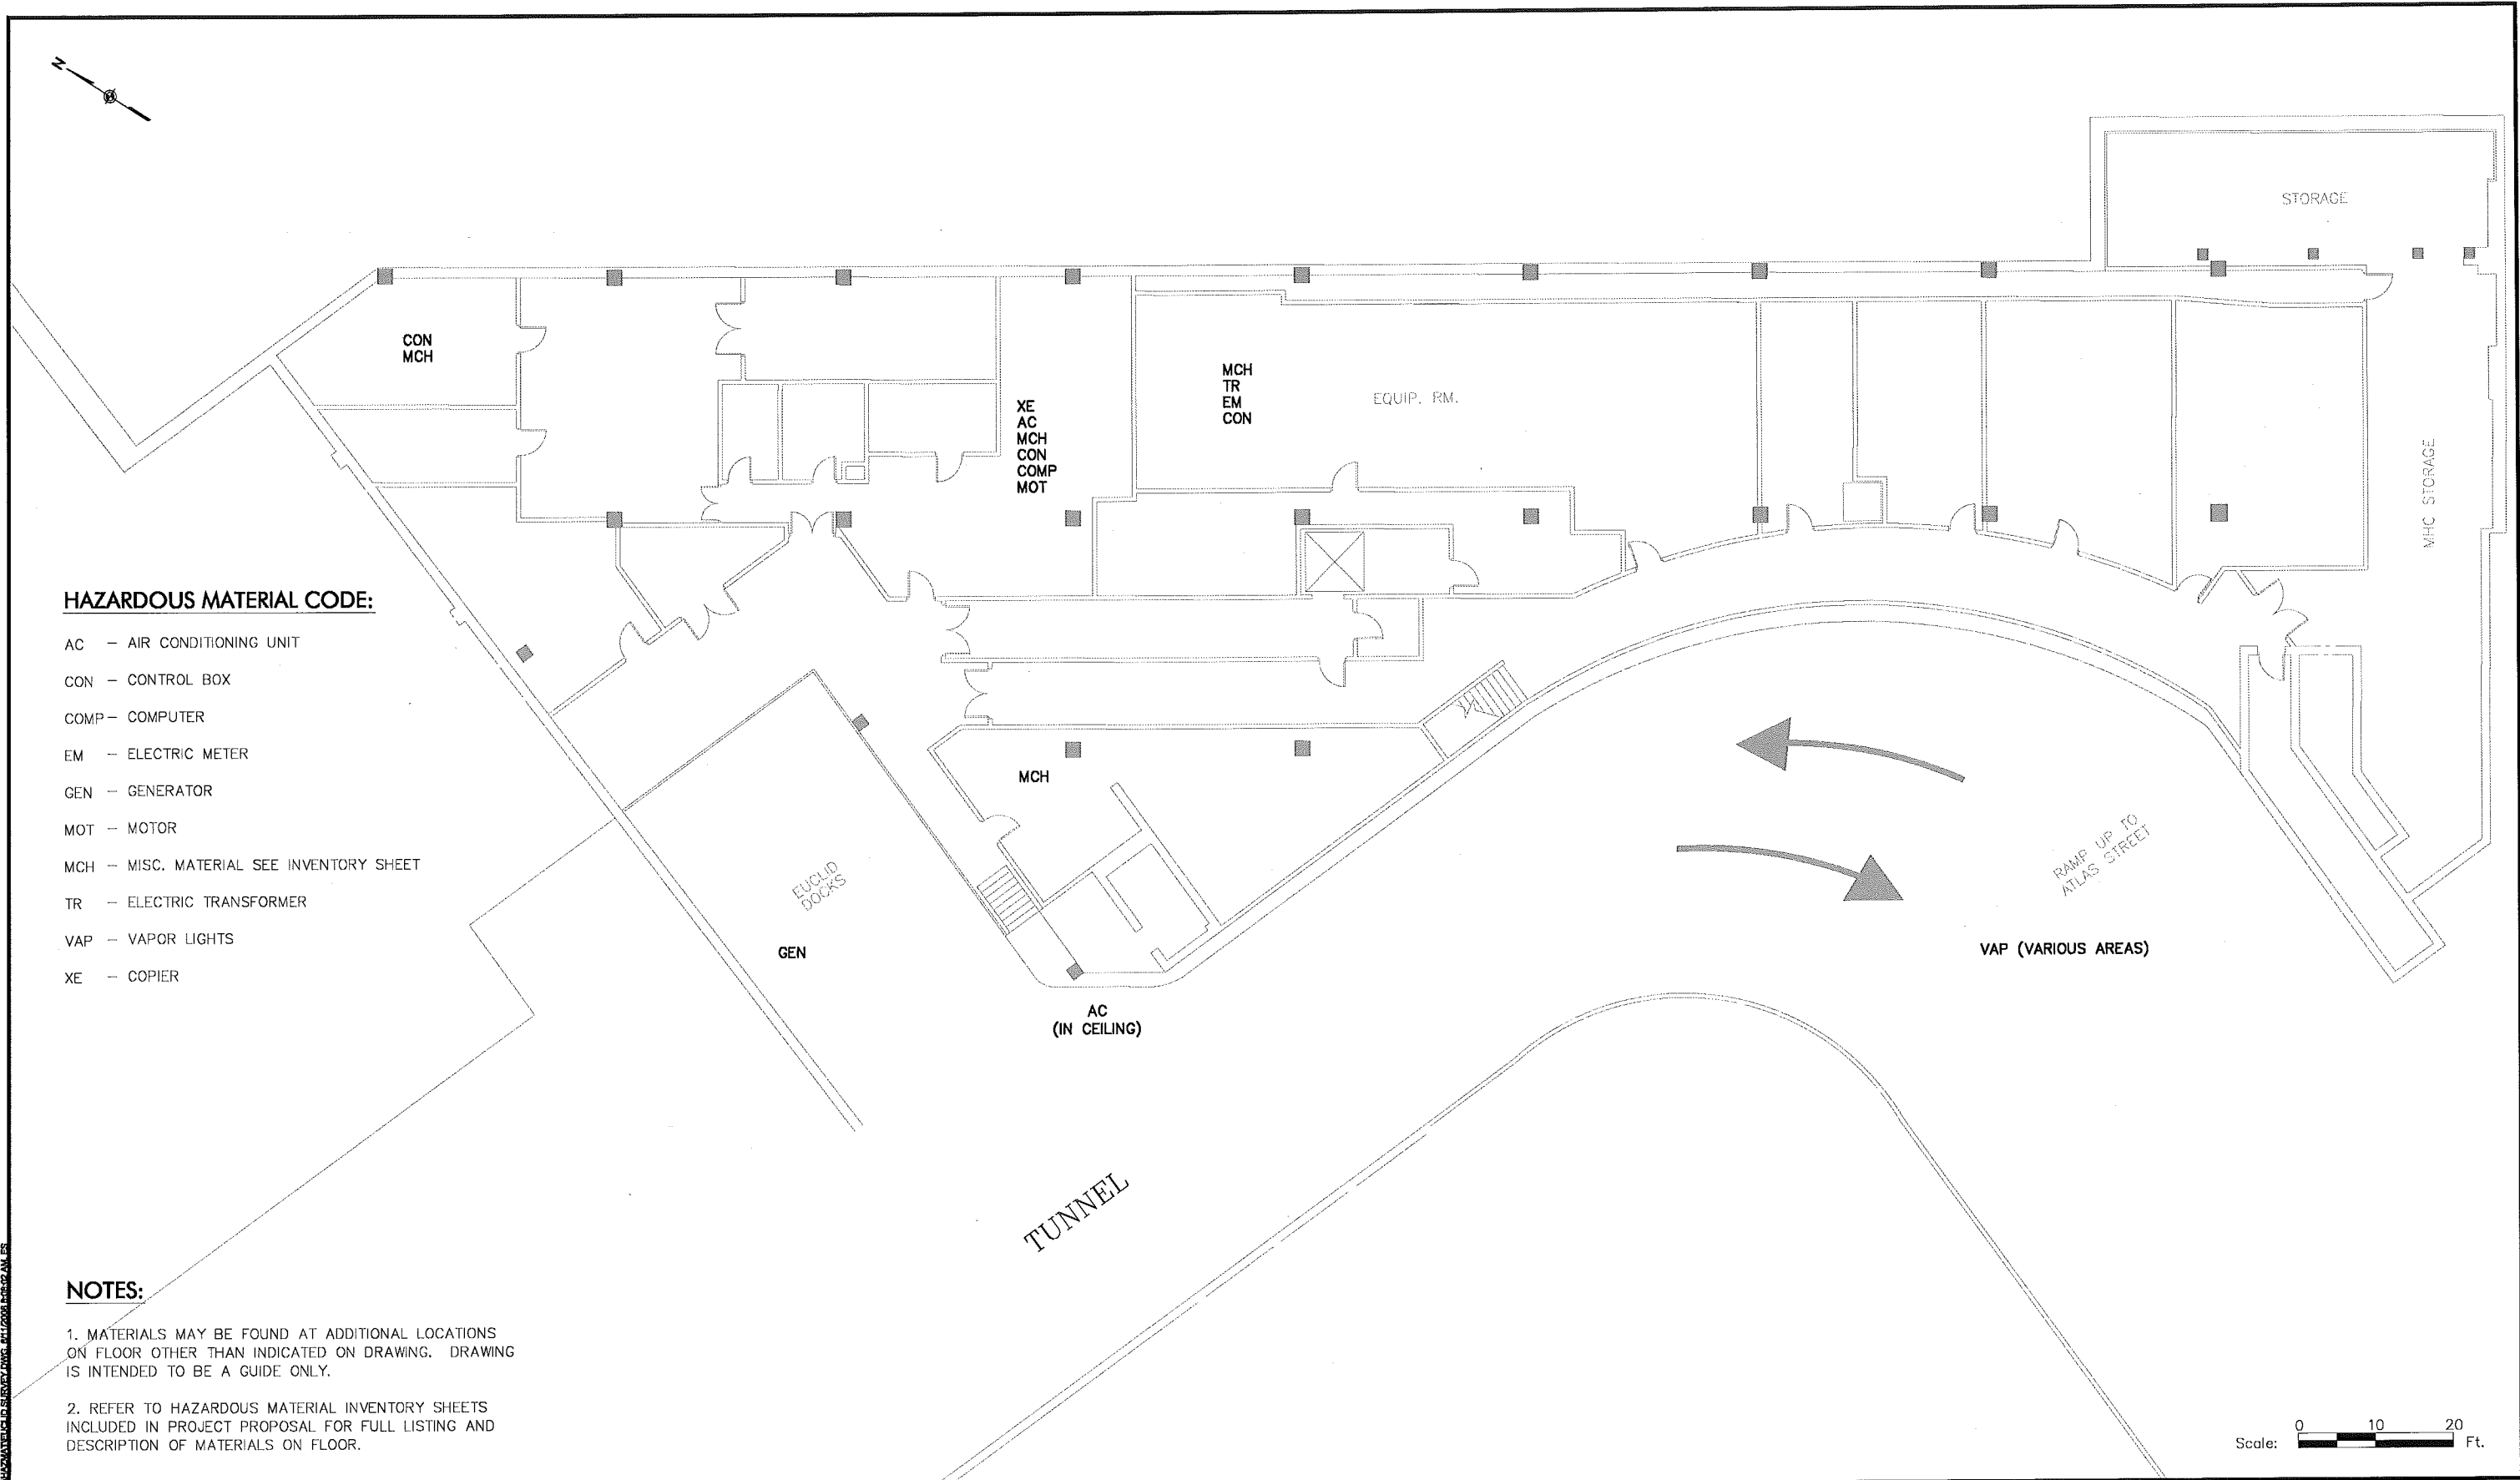 N
STORAGE
CON
MCH
XE
AC
MCH
CON
COMP
MOT
MCH
TR
EM
CON
EQUIP. RM.
MHC STORAGE
HAZARDOUS MATERIAL CODE:
AC – AIR CONDITIONING UNIT
CON – CONTROL BOX
COMP – COMPUTER
EM – ELECTRIC METER
GEN – GENERATOR
MOT – MOTOR
MCH – MISC. MATERIAL SEE INVENTORY SHEET
TR – ELECTRIC TRANSFORMER
VAP – VAPOR LIGHTS
XE – COPIER
MCH
EUCLID
DOCKS
GEN
AC
(IN CEILING)
RAMP UP TO
ATLAS STREET
VAP (VARIOUS AREAS)
TUNNEL
NOTES:
1. MATERIALS MAY BE FOUND AT ADDITIONAL LOCATIONS
ON FLOOR OTHER THAN INDICATED ON DRAWING. DRAWING
IS INTENDED TO BE A GUIDE ONLY.
2. REFER TO HAZARDOUS MATERIAL INVENTORY SHEETS
INCLUDED IN PROJECT PROPOSAL FOR FULL LISTING AND
DESCRIPTION OF MATERIALS ON FLOOR.
0 10 20
Scale: Ft.